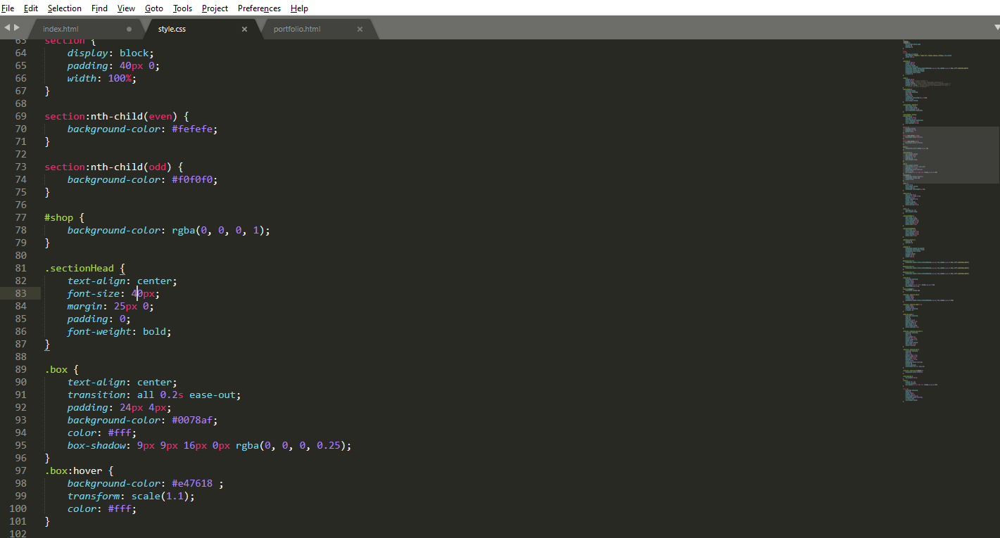 File Edit Selection Find View Goto Tools Project Preferences Help
index.html style.css portfolio.html
63 section {
64 display: block;
65 padding: 40px 0;
66 width: 100%;
67 }
68
69 section:nth-child(even) {
70 background-color: #fefefe;
71 }
72
73 section:nth-child(odd) {
74 background-color: #f0f0f0;
75 }
76
77 #shop {
78 background-color: rgba(0, 0, 0, 1);
79 }
80
81 .sectionHead {
82 text-align: center;
83 font-size: 40px;
84 margin: 25px 0;
85 padding: 0;
86 font-weight: bold;
87 }
88
89 .box {
90 text-align: center;
91 transition: all 0.2s ease-out;
92 padding: 24px 4px;
93 background-color: #0078af;
94 color: #fff;
95 box-shadow: 9px 9px 16px 0px rgba(0, 0, 0, 0.25);
96 }
97 .box:hover {
98 background-color: #e47618 ;
99 transform: scale(1.1);
100 color: #fff;
101 }
102